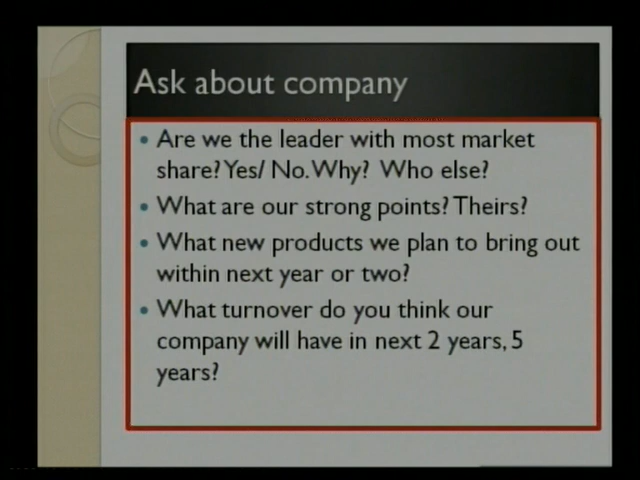 Ask about company
• Are we the leader with most market
share? Yes/ No. Why? Who else?
• What are our strong points? Theirs?
• What new products we plan to bring out
within next year or two?
• What turnover do you think our
company will have in next 2 years, 5
years?